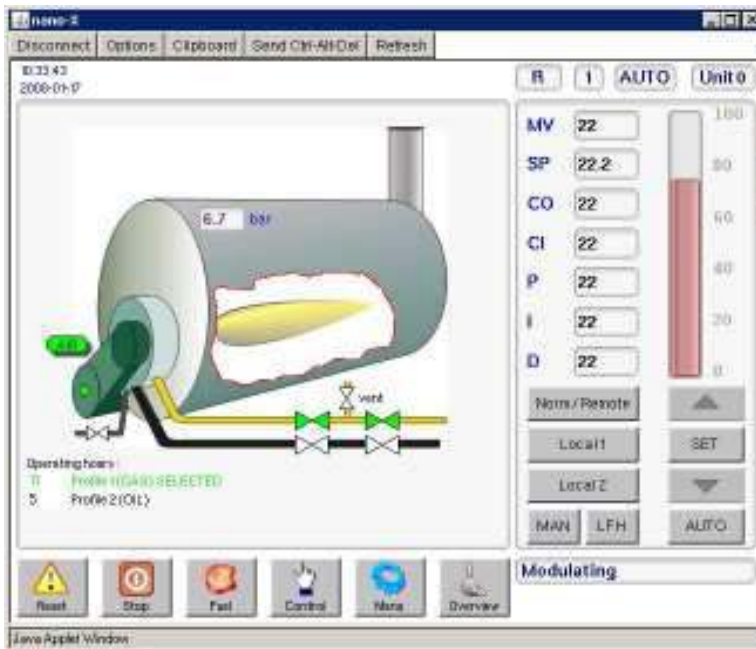 nano-X
Disconnect Options Clipboard Send Ctrl-Alt-Del Refresh
10:33:43
2008-01-17
R 1 AUTO Unit 0
6.7 bar
vent
Operating hours:
11 Profile 1 (GAS) SELECTED
5 Profile 2 (OIL)
MV 22
SP 22.2
CO 22
CI 22
P 22
I 22
D 22
100
80
60
40
20
0
Norm / Remote
Local 1 SET
Local 2
MAN LFH AUTO
Reset Stop Fuel Control Menu Overview
Modulating
Java Applet Window